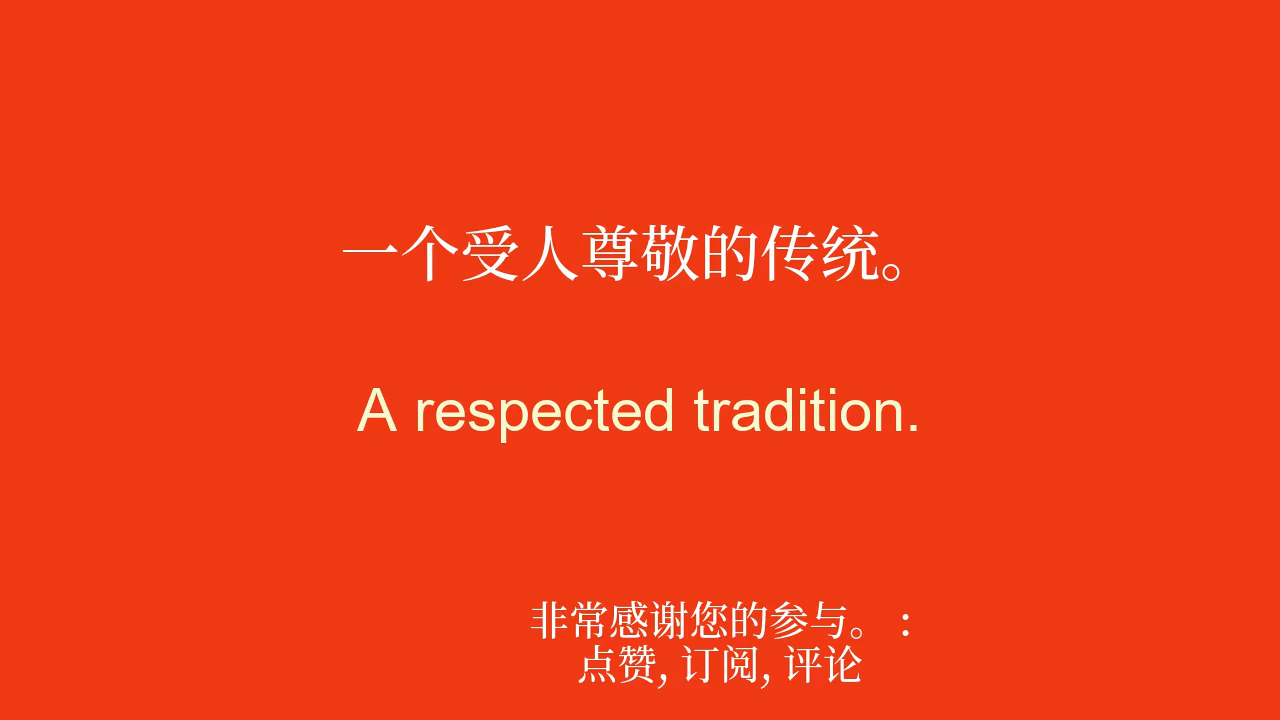 一个受人尊敬的传统。
A respected tradition.
非常感谢您的参与。 :
点赞, 订阅, 评论